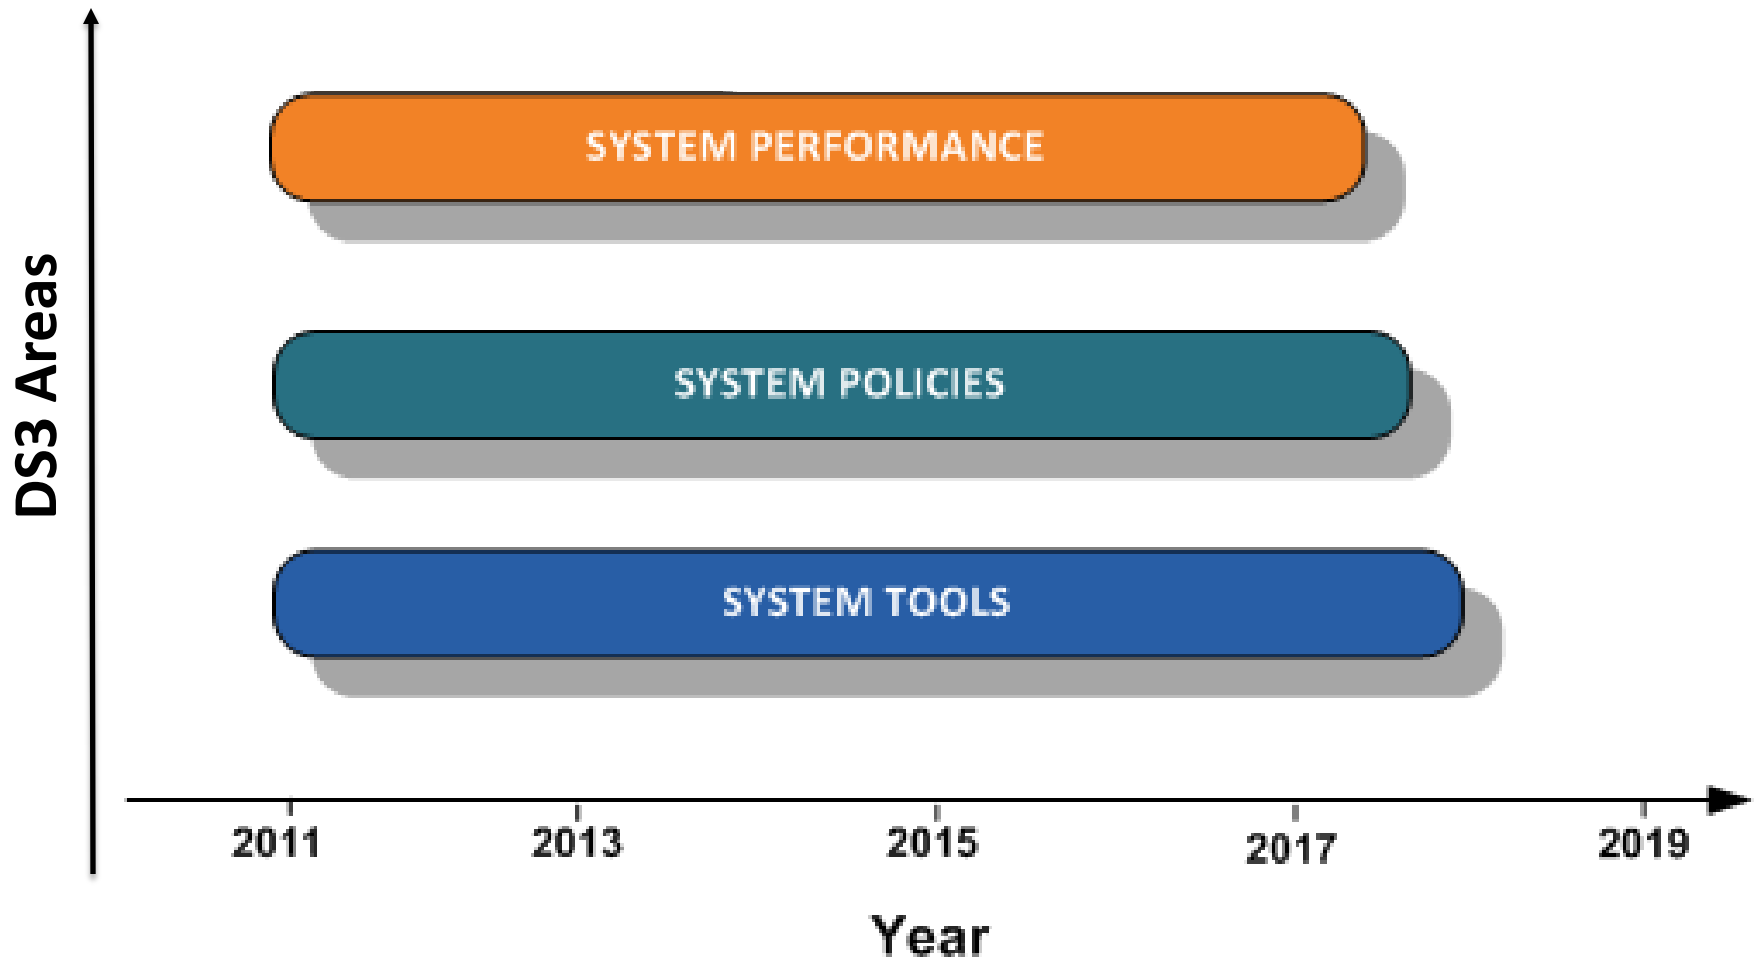 DS3 Areas
SYSTEM PERFORMANCE
SYSTEM POLICIES
SYSTEM TOOLS
2011 2013 2015 2017 2019
Year